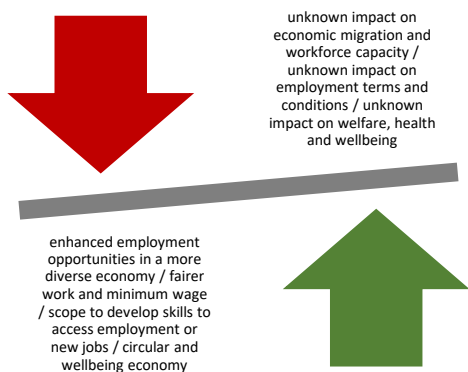 unknown impact on
economic migration and
workforce capacity /
unknown impact on
employment terms and
conditions / unknown
impact on welfare, health
and wellbeing
enhanced employment
opportunities in a more
diverse economy / fairer
work and minimum wage
/ scope to develop skills to
access employment or
new jobs / circular and
wellbeing economy